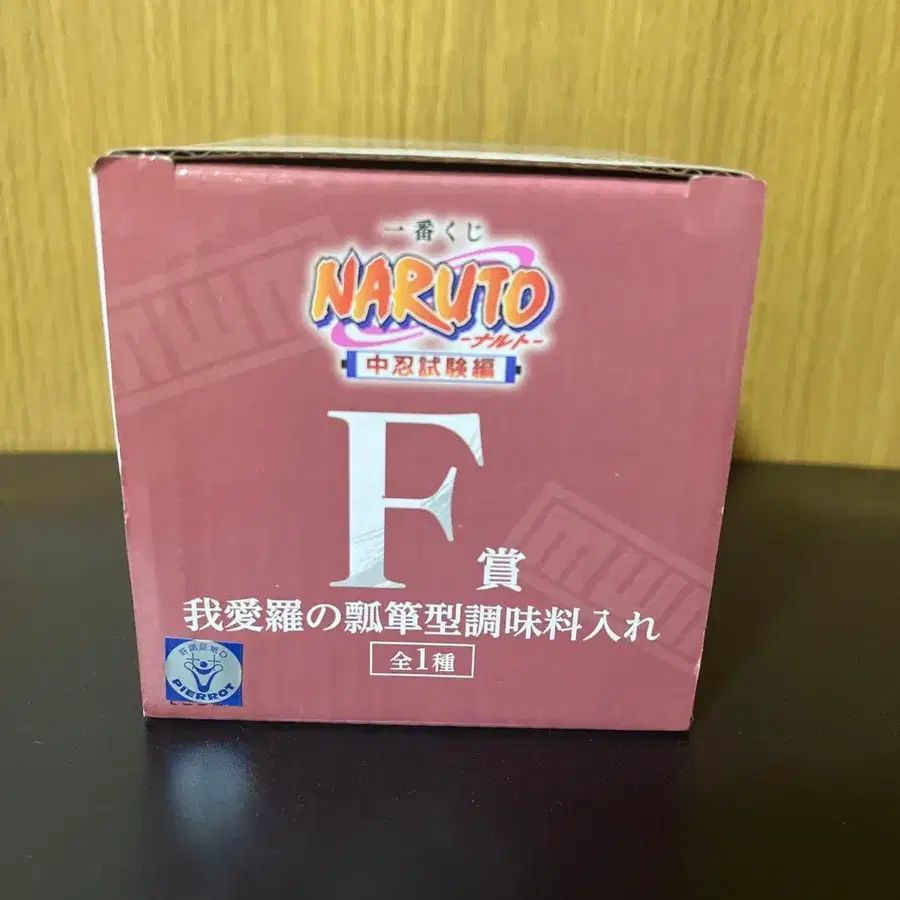 一番くじ
NARUTO
-ナルト-
中忍試験編
F賞
我愛羅の瓢箪型調味料入れ
全1種
PIERROT